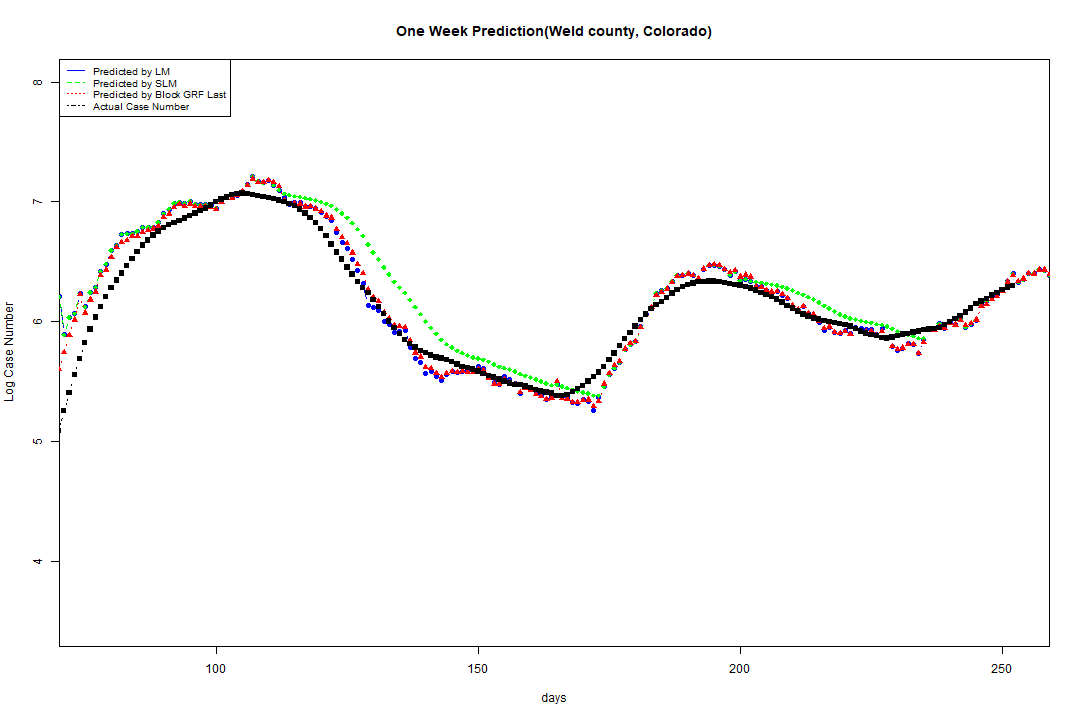 One Week Prediction(Weld county, Colorado)
Predicted by LM
Predicted by SLM
Predicted by Block GRF Last
Actual Case Number
8
7
6
5
4
Log Case Number
100 150 200 250
days